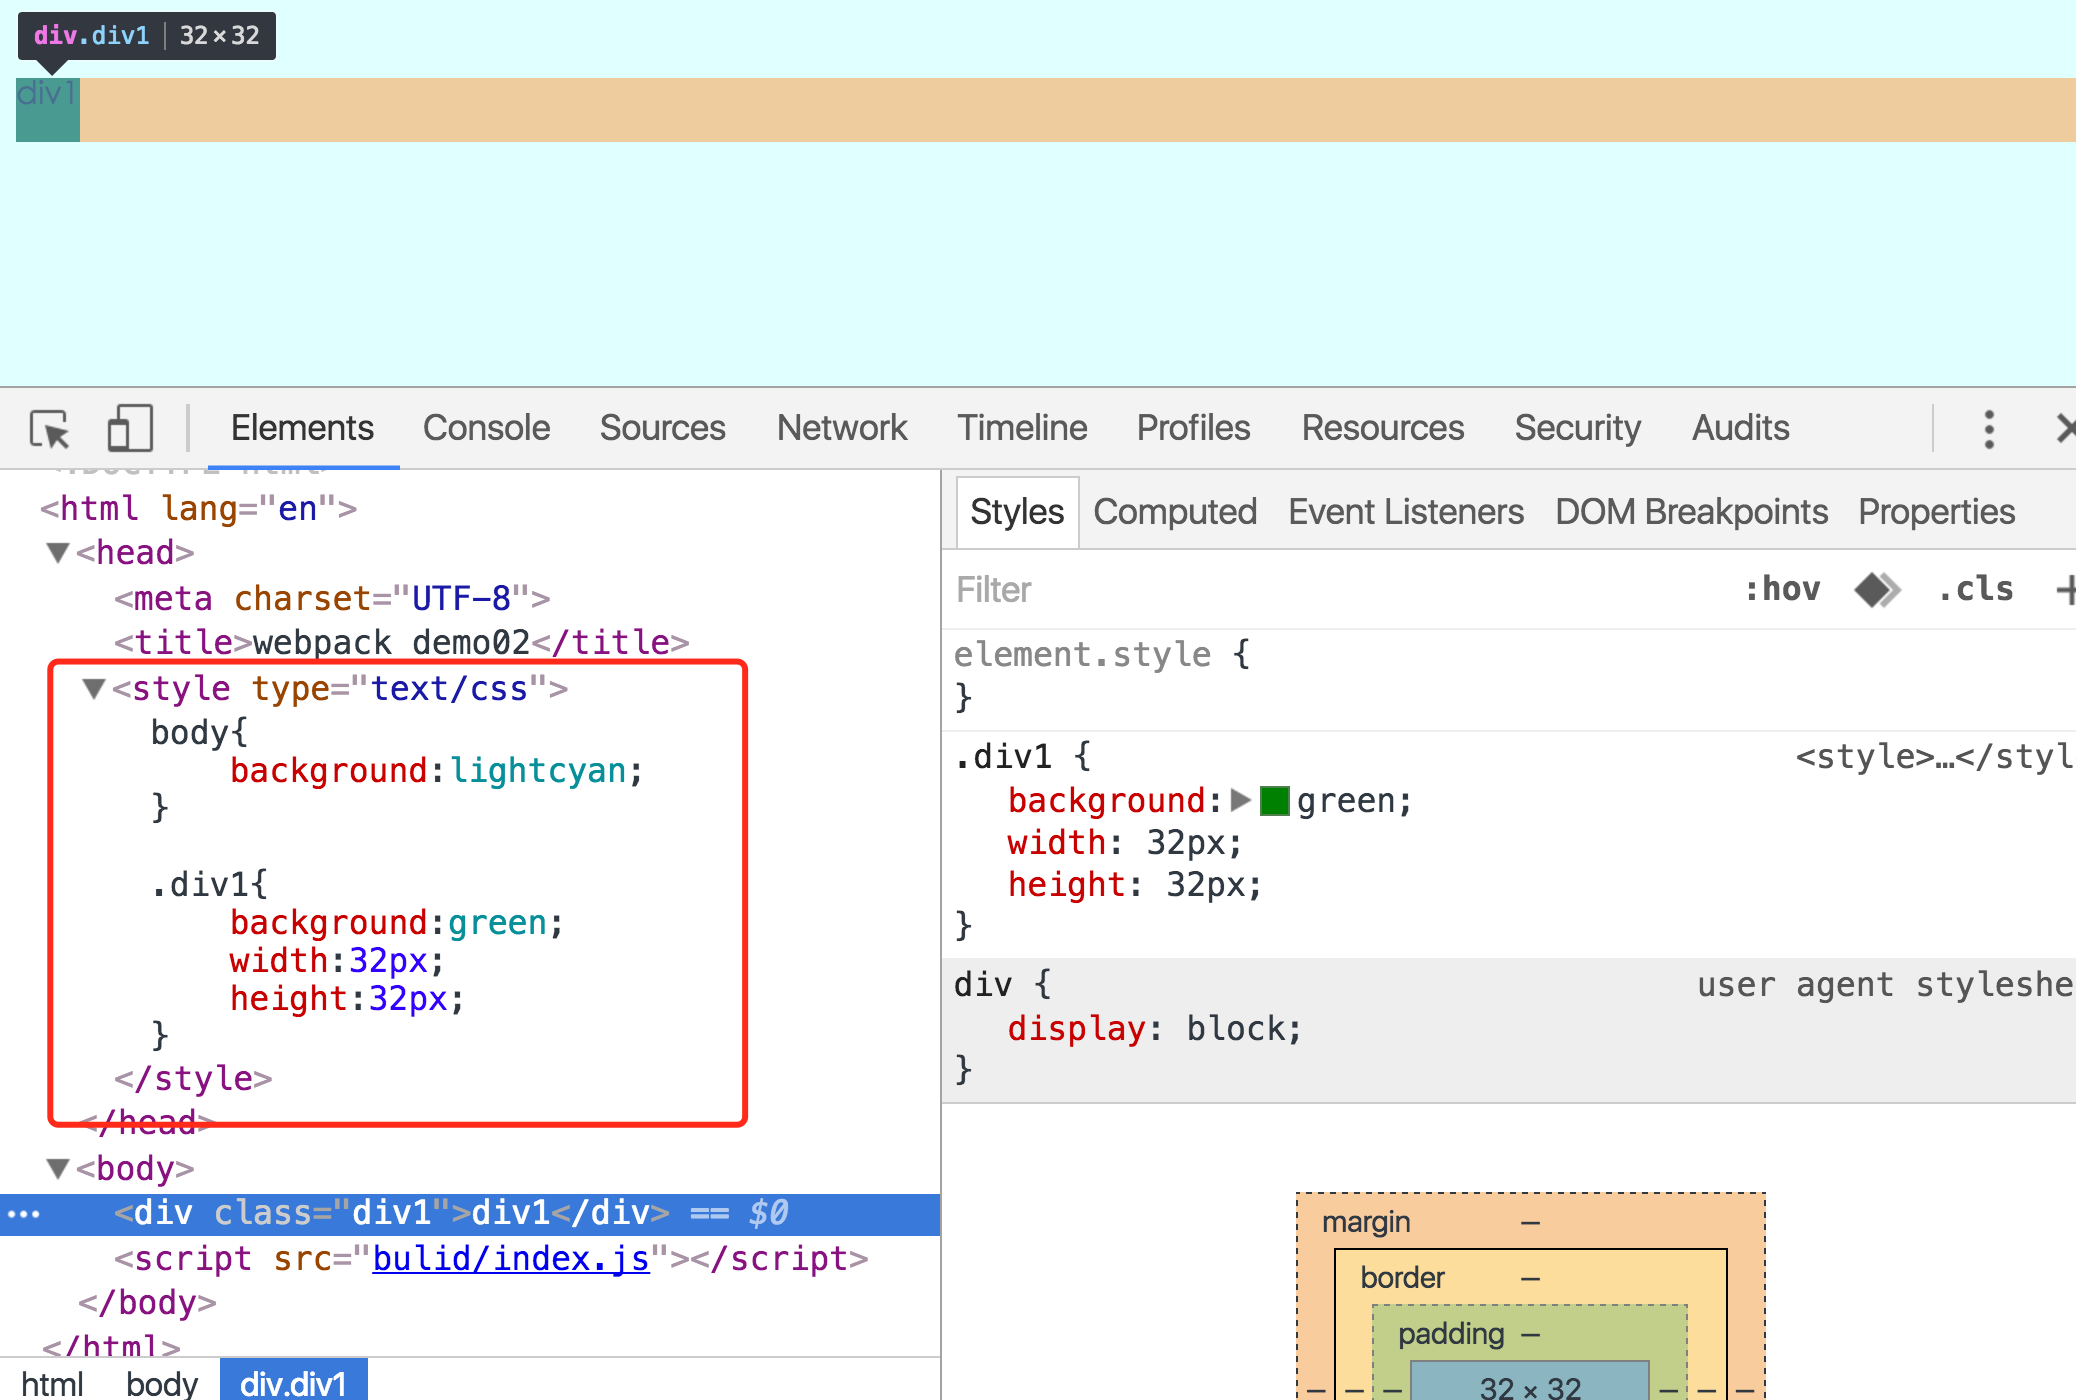 div.div1 | 32×32
div1
Elements Console Sources Network Timeline Profiles Resources Security Audits
<html lang="en">
<head>
<meta charset="UTF-8">
<title>webpack demo02</title>
<style type="text/css">
body{
background:lightcyan;
}
.div1{
background:green;
width:32px;
height:32px;
}
</style>
</head>
<body>
<div class="div1">div1</div> == $0
<script src="bulid/index.js"></script>
</body>
</html>
html body div.div1
Styles Computed Event Listeners DOM Breakpoints Properties
Filter :hov .cls +
element.style {
}
.div1 { <style>…</styl
background: green;
width: 32px;
height: 32px;
}
div { user agent styleshe
display: block;
}
margin –
border –
padding –
– – – 32 × 32 – – –